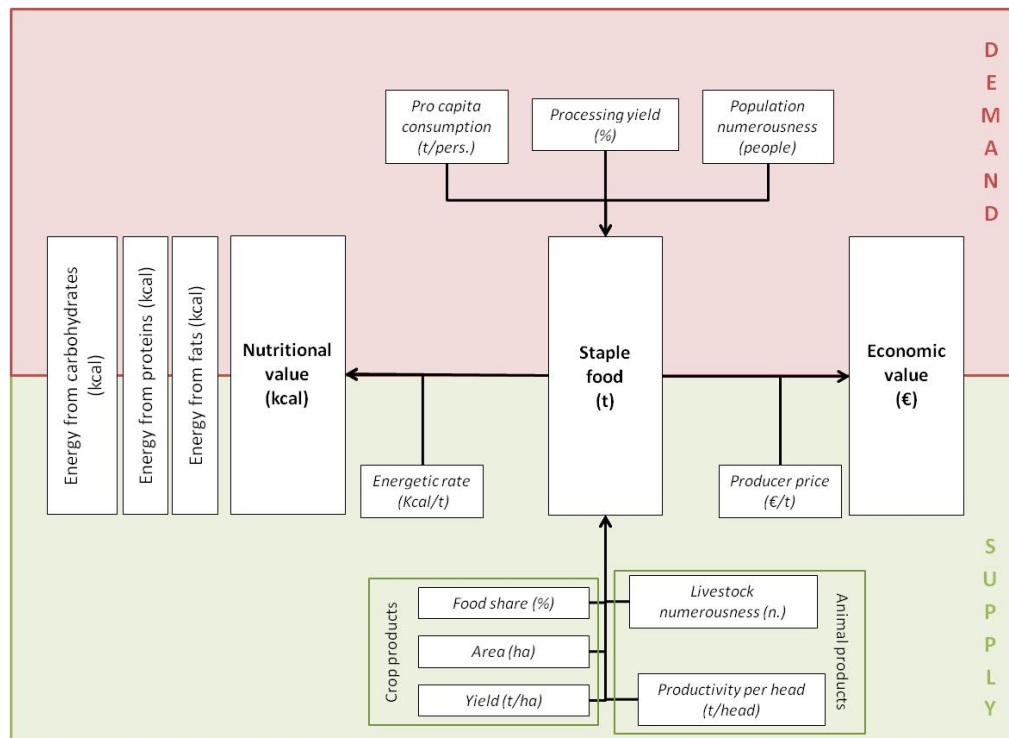 DEMAND
Pro capita
consumption
(t/pers.)
Processing yield
(%)
Population
numerousness
(people)
Energy from carbohydrates
(kcal)
Energy from proteins (kcal)
Energy from fats (kcal)
Nutritional
value
(kcal)
Staple
food
(t)
Economic
value
(€)
Energetic rate
(Kcal/t)
Producer price
(€/t)
SUPPLY
Crop products
Food share (%)
Area (ha)
Yield (t/ha)
Livestock
numerousness (n.)
Productivity per head
(t/head)
Animal products